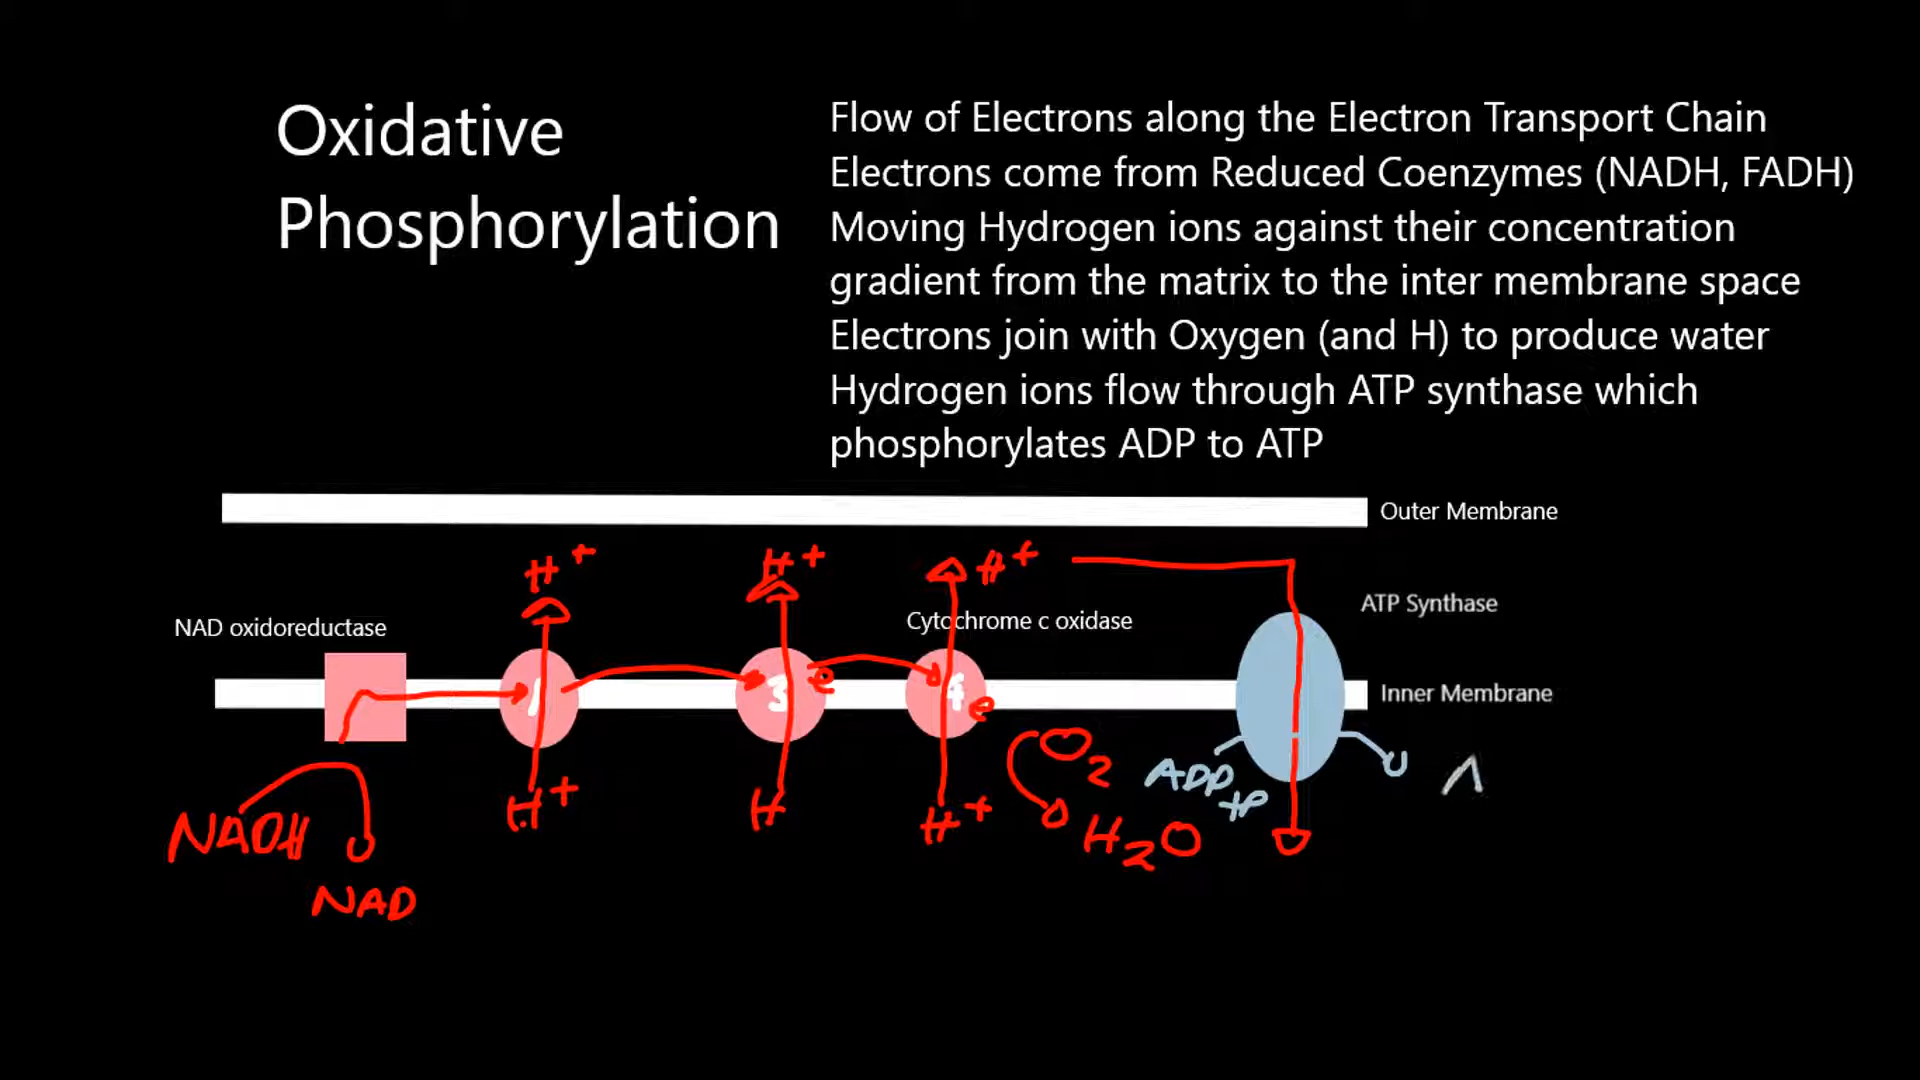 Oxidative
Phosphorylation
Flow of Electrons along the Electron Transport Chain
Electrons come from Reduced Coenzymes (NADH, FADH)
Moving Hydrogen ions against their concentration
gradient from the matrix to the inter membrane space
Electrons join with Oxygen (and H) to produce water
Hydrogen ions flow through ATP synthase which
phosphorylates ADP to ATP
Outer Membrane
H+
H+
H+
NAD oxidoreductase
Cytochrome c oxidase
ATP Synthase
1
3
e
4
e
Inner Membrane
O2
ADP
+P
NADH
H+
H
H+
H2O
NAD